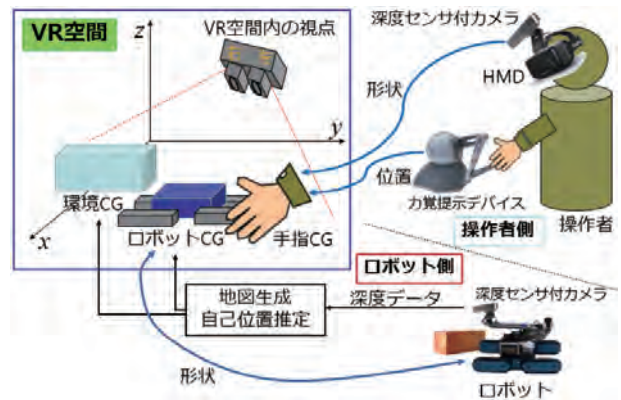 VR空間
z
VR空間内の視点
y
x
環境CG
ロボットCG
手指CG
深度センサ付カメラ
HMD
形状
位置
力覚提示デバイス
操作者
操作者側
ロボット側
地図生成
自己位置推定
深度データ
深度センサ付カメラ
形状
ロボット